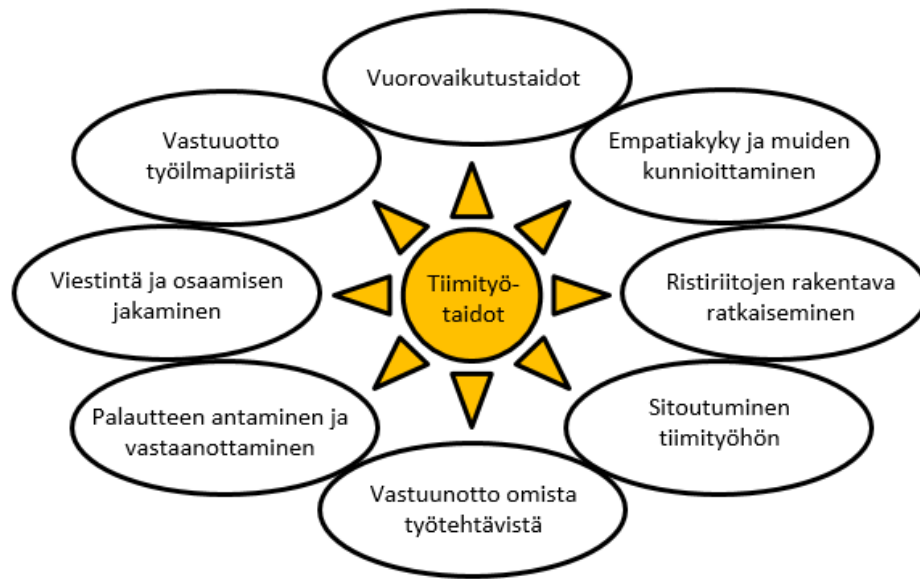 Vuorovaikutustaidot
Empatiakyky ja muiden
kunnioittaminen
Ristiriitojen rakentava
ratkaiseminen
Sitoutuminen
tiimityöhön
Vastuunotto omista
työtehtävistä
Palautteen antaminen ja
vastaanottaminen
Viestintä ja osaamisen
jakaminen
Vastuuotto
työilmapiiristä
Tiimityö-
taidot